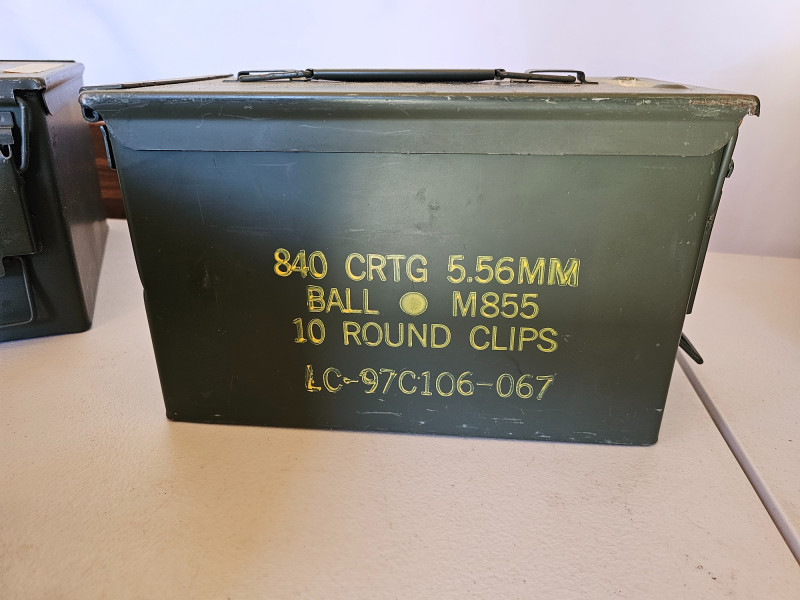 840 CRTG 5.56MM
BALL M855
10 ROUND CLIPS
LC-97C106-067